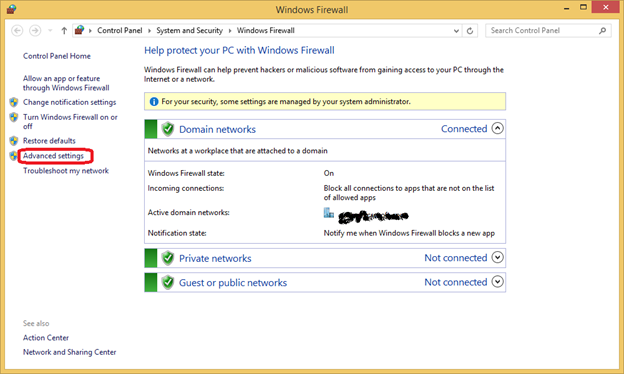 Windows Firewall
Control Panel System and Security Windows Firewall
Search Control Panel
Control Panel Home
Allow an app or feature
through Windows Firewall
Change notification settings
Turn Windows Firewall on or
off
Restore defaults
Advanced settings
Troubleshoot my network
See also
Action Center
Network and Sharing Center
Help protect your PC with Windows Firewall
Windows Firewall can help prevent hackers or malicious software from gaining access to your PC through the
Internet or a network.
For your security, some settings are managed by your system administrator.
Domain networks Connected
Networks at a workplace that are attached to a domain
Windows Firewall state: On
Incoming connections: Block all connections to apps that are not on the list
of allowed apps
Active domain networks:
Notification state: Notify me when Windows Firewall blocks a new app
Private networks Not connected
Guest or public networks Not connected